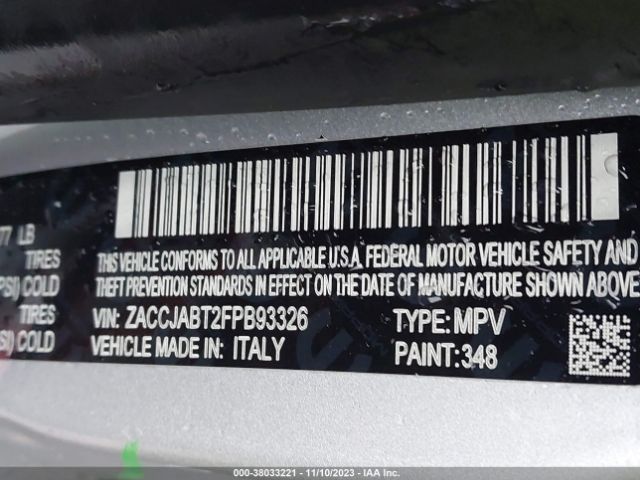 77 LB
TIRES
PSI) COLD
TIRES
SI) COLD
THIS VEHICLE CONFORMS TO ALL APPLICABLE U.S.A. FEDERAL MOTOR VEHICLE SAFETY AND
THEFT PREVENTION STANDARDS IN EFFECT ON THE DATE OF MANUFACTURE SHOWN ABOVE
VIN: ZACCJABT2FPB93326 TYPE: MPV
VEHICLE MADE IN: ITALY PAINT: 348
000-38033221 - 11/10/2023 - IAA Inc.